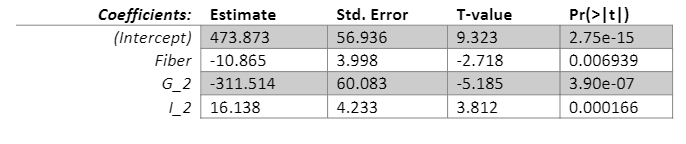 Coefficients: Estimate Std. Error T-value Pr(>|t|)
(Intercept) 473.873 56.936 9.323 2.75e-15
Fiber -10.865 3.998 -2.718 0.006939
G_2 -311.514 60.083 -5.185 3.90e-07
I_2 16.138 4.233 3.812 0.000166